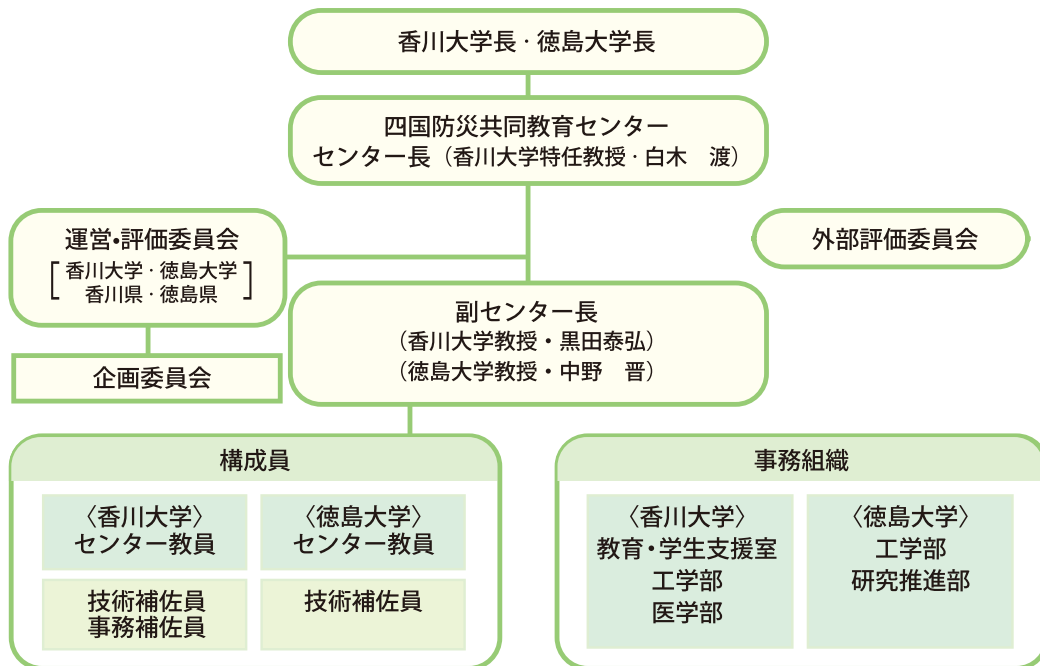 香川大学長・徳島大学長
四国防災共同教育センター
センター長（香川大学特任教授・白木　渡）
運営・評価委員会
香川大学・徳島大学
香川県・徳島県
外部評価委員会
副センター長
（香川大学教授・黒田泰弘）
（徳島大学教授・中野　晋）
企画委員会
構成員
〈香川大学〉
センター教員
〈徳島大学〉
センター教員
技術補佐員
事務補佐員
技術補佐員
事務組織
〈香川大学〉
教育・学生支援室
工学部
医学部
〈徳島大学〉
工学部
研究推進部